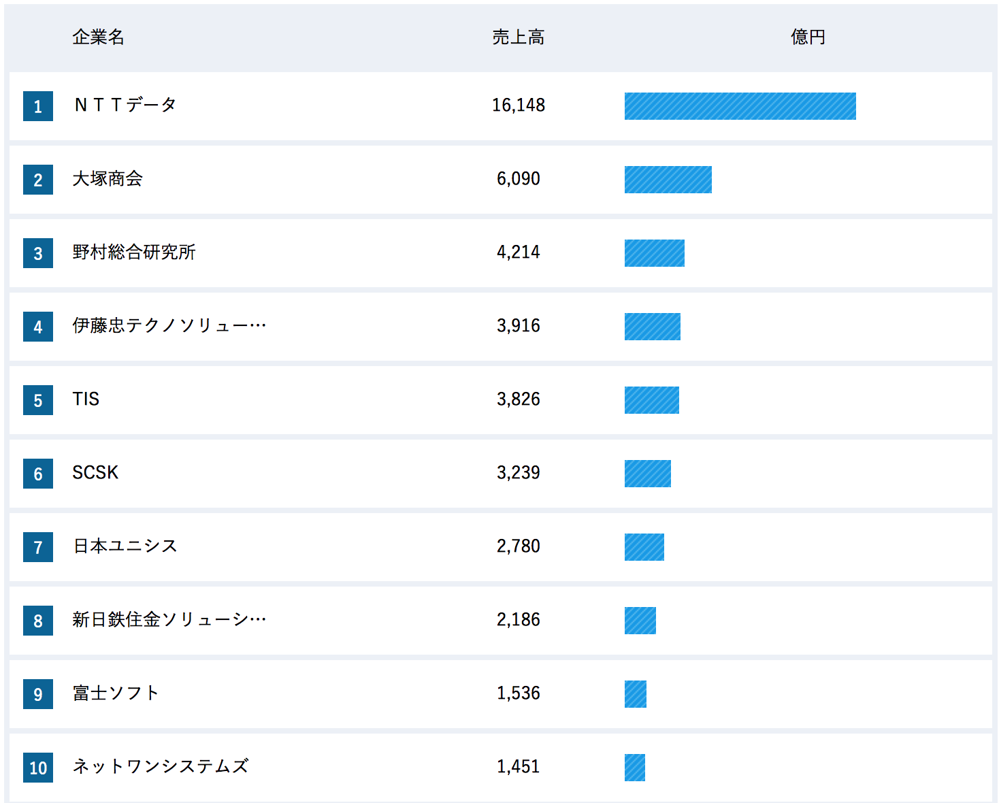 企業名 売上高 億円
1 ＮＴＴデータ 16,148
2 大塚商会 6,090
3 野村総合研究所 4,214
4 伊藤忠テクノソリュー… 3,916
5 TIS 3,826
6 SCSK 3,239
7 日本ユニシス 2,780
8 新日鉄住金ソリューシ… 2,186
9 富士ソフト 1,536
10 ネットワンシステムズ 1,451